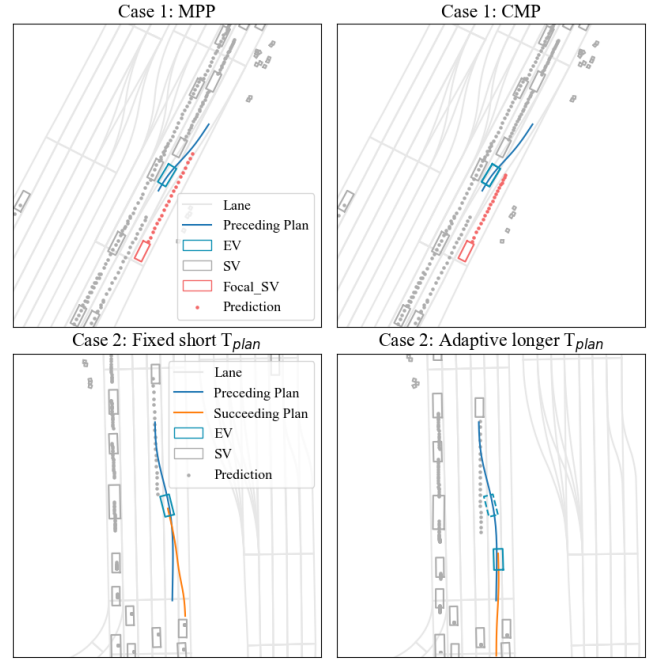 Case 1: MPP
Case 1: CMP
Lane
Preceding Plan
EV
SV
Focal_SV
Prediction
Case 2: Fixed short T_plan
Case 2: Adaptive longer T_plan
Lane
Preceding Plan
Succeeding Plan
EV
SV
Prediction